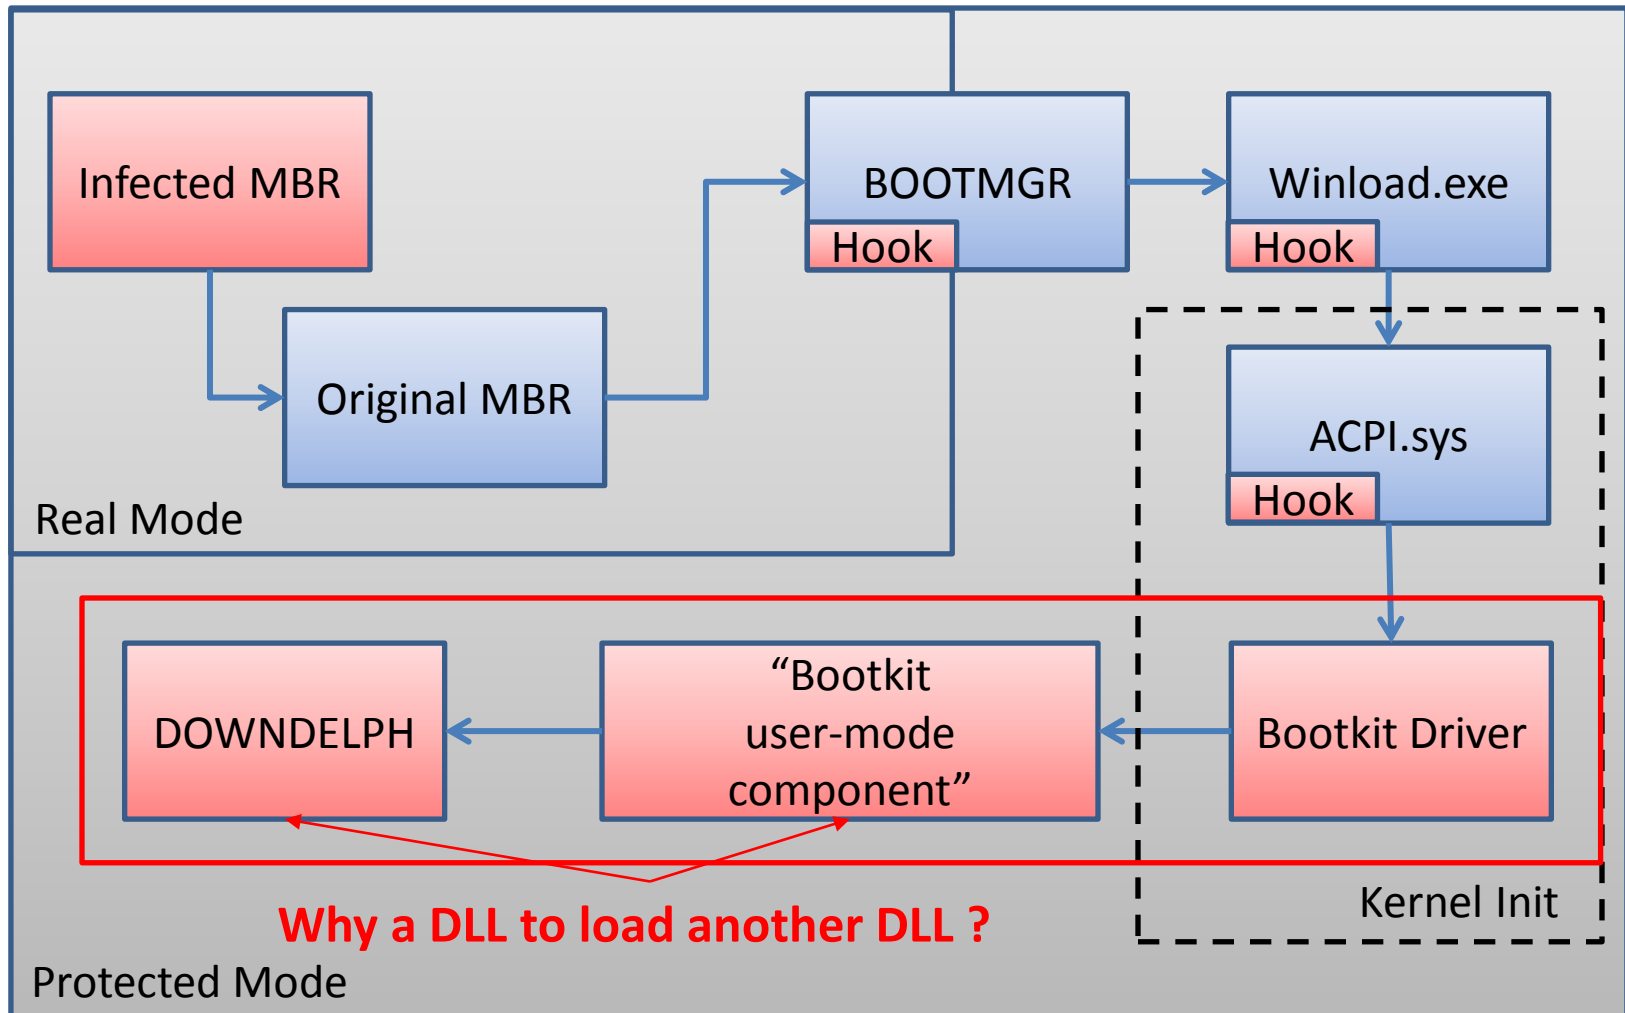 Infected MBR
BOOTMGR
Hook
Winload.exe
Hook
Original MBR
ACPI.sys
Hook
Real Mode
DOWNDELPH
“Bootkit
user-mode
component”
Bootkit Driver
Kernel Init
Why a DLL to load another DLL ?
Protected Mode